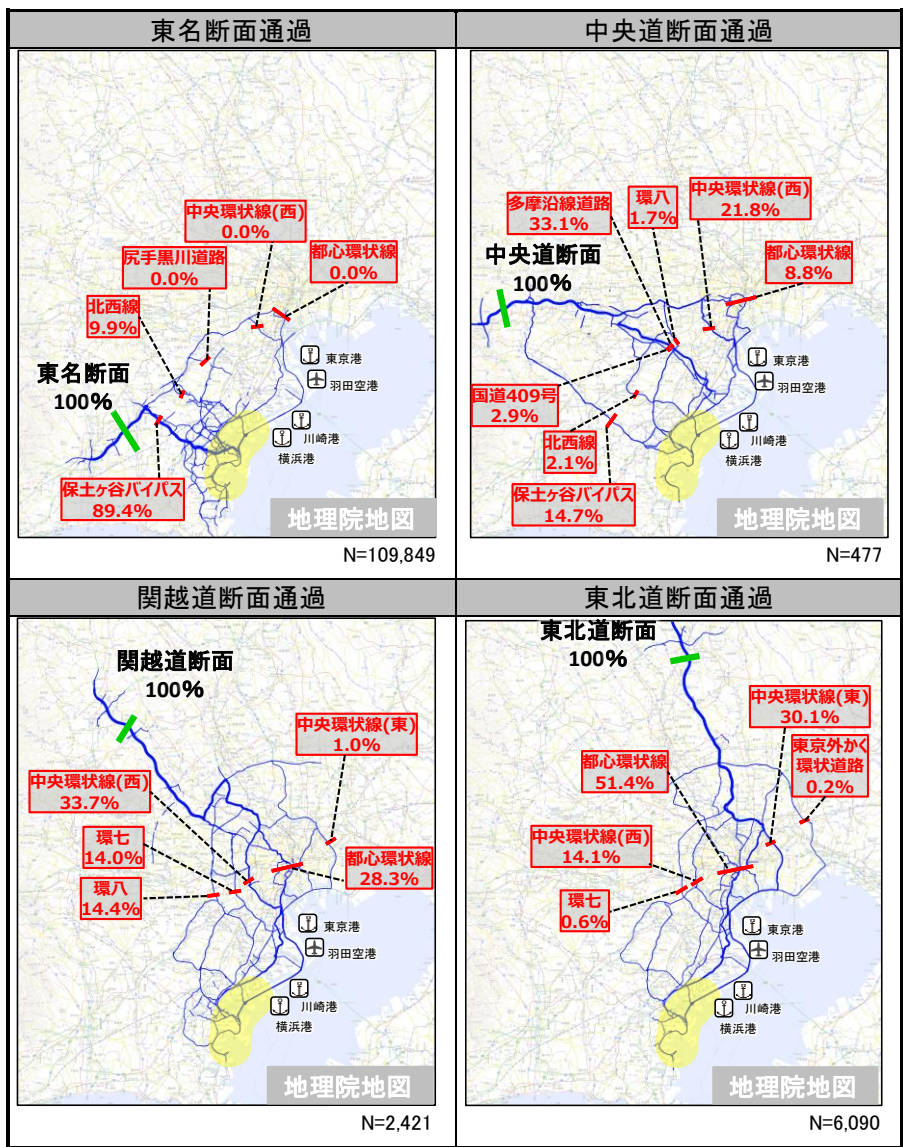 東名断面通過
中央環状線(西)
0.0%
尻手黒川道路
0.0%
都心環状線
0.0%
北西線
9.9%
東名断面
100%
東京港
羽田空港
川崎港
横浜港
保土ヶ谷バイパス
89.4%
地理院地図
N=109,849
中央道断面通過
多摩沿線道路
33.1%
環八
1.7%
中央環状線(西)
21.8%
都心環状線
8.8%
中央道断面
100%
東京港
羽田空港
国道409号
2.9%
北西線
2.1%
川崎港
横浜港
保土ヶ谷バイパス
14.7%
地理院地図
N=477
関越道断面通過
関越道断面
100%
中央環状線(東)
1.0%
中央環状線(西)
33.7%
環七
14.0%
環八
14.4%
都心環状線
28.3%
東京港
羽田空港
川崎港
横浜港
地理院地図
N=2,421
東北道断面通過
東北道断面
100%
中央環状線(東)
30.1%
都心環状線
51.4%
東京外かく
環状道路
0.2%
中央環状線(西)
14.1%
環七
0.6%
東京港
羽田空港
川崎港
横浜港
地理院地図
N=6,090